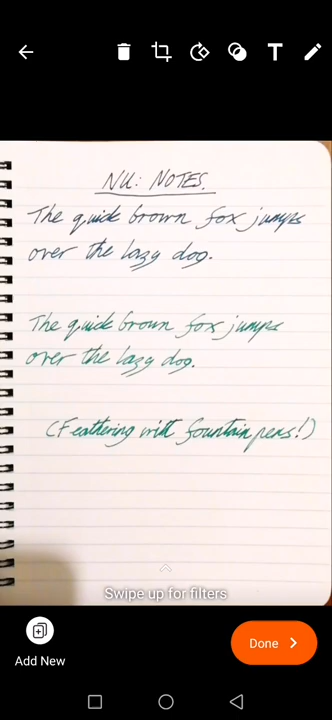 T
NU: NOTES.
The quick brown fox jumps
over the lazy dog.
The quick brown fox jumps
over the lazy dog.
(Feathering with fountain pens!)
Swipe up for filters
Add New
Done